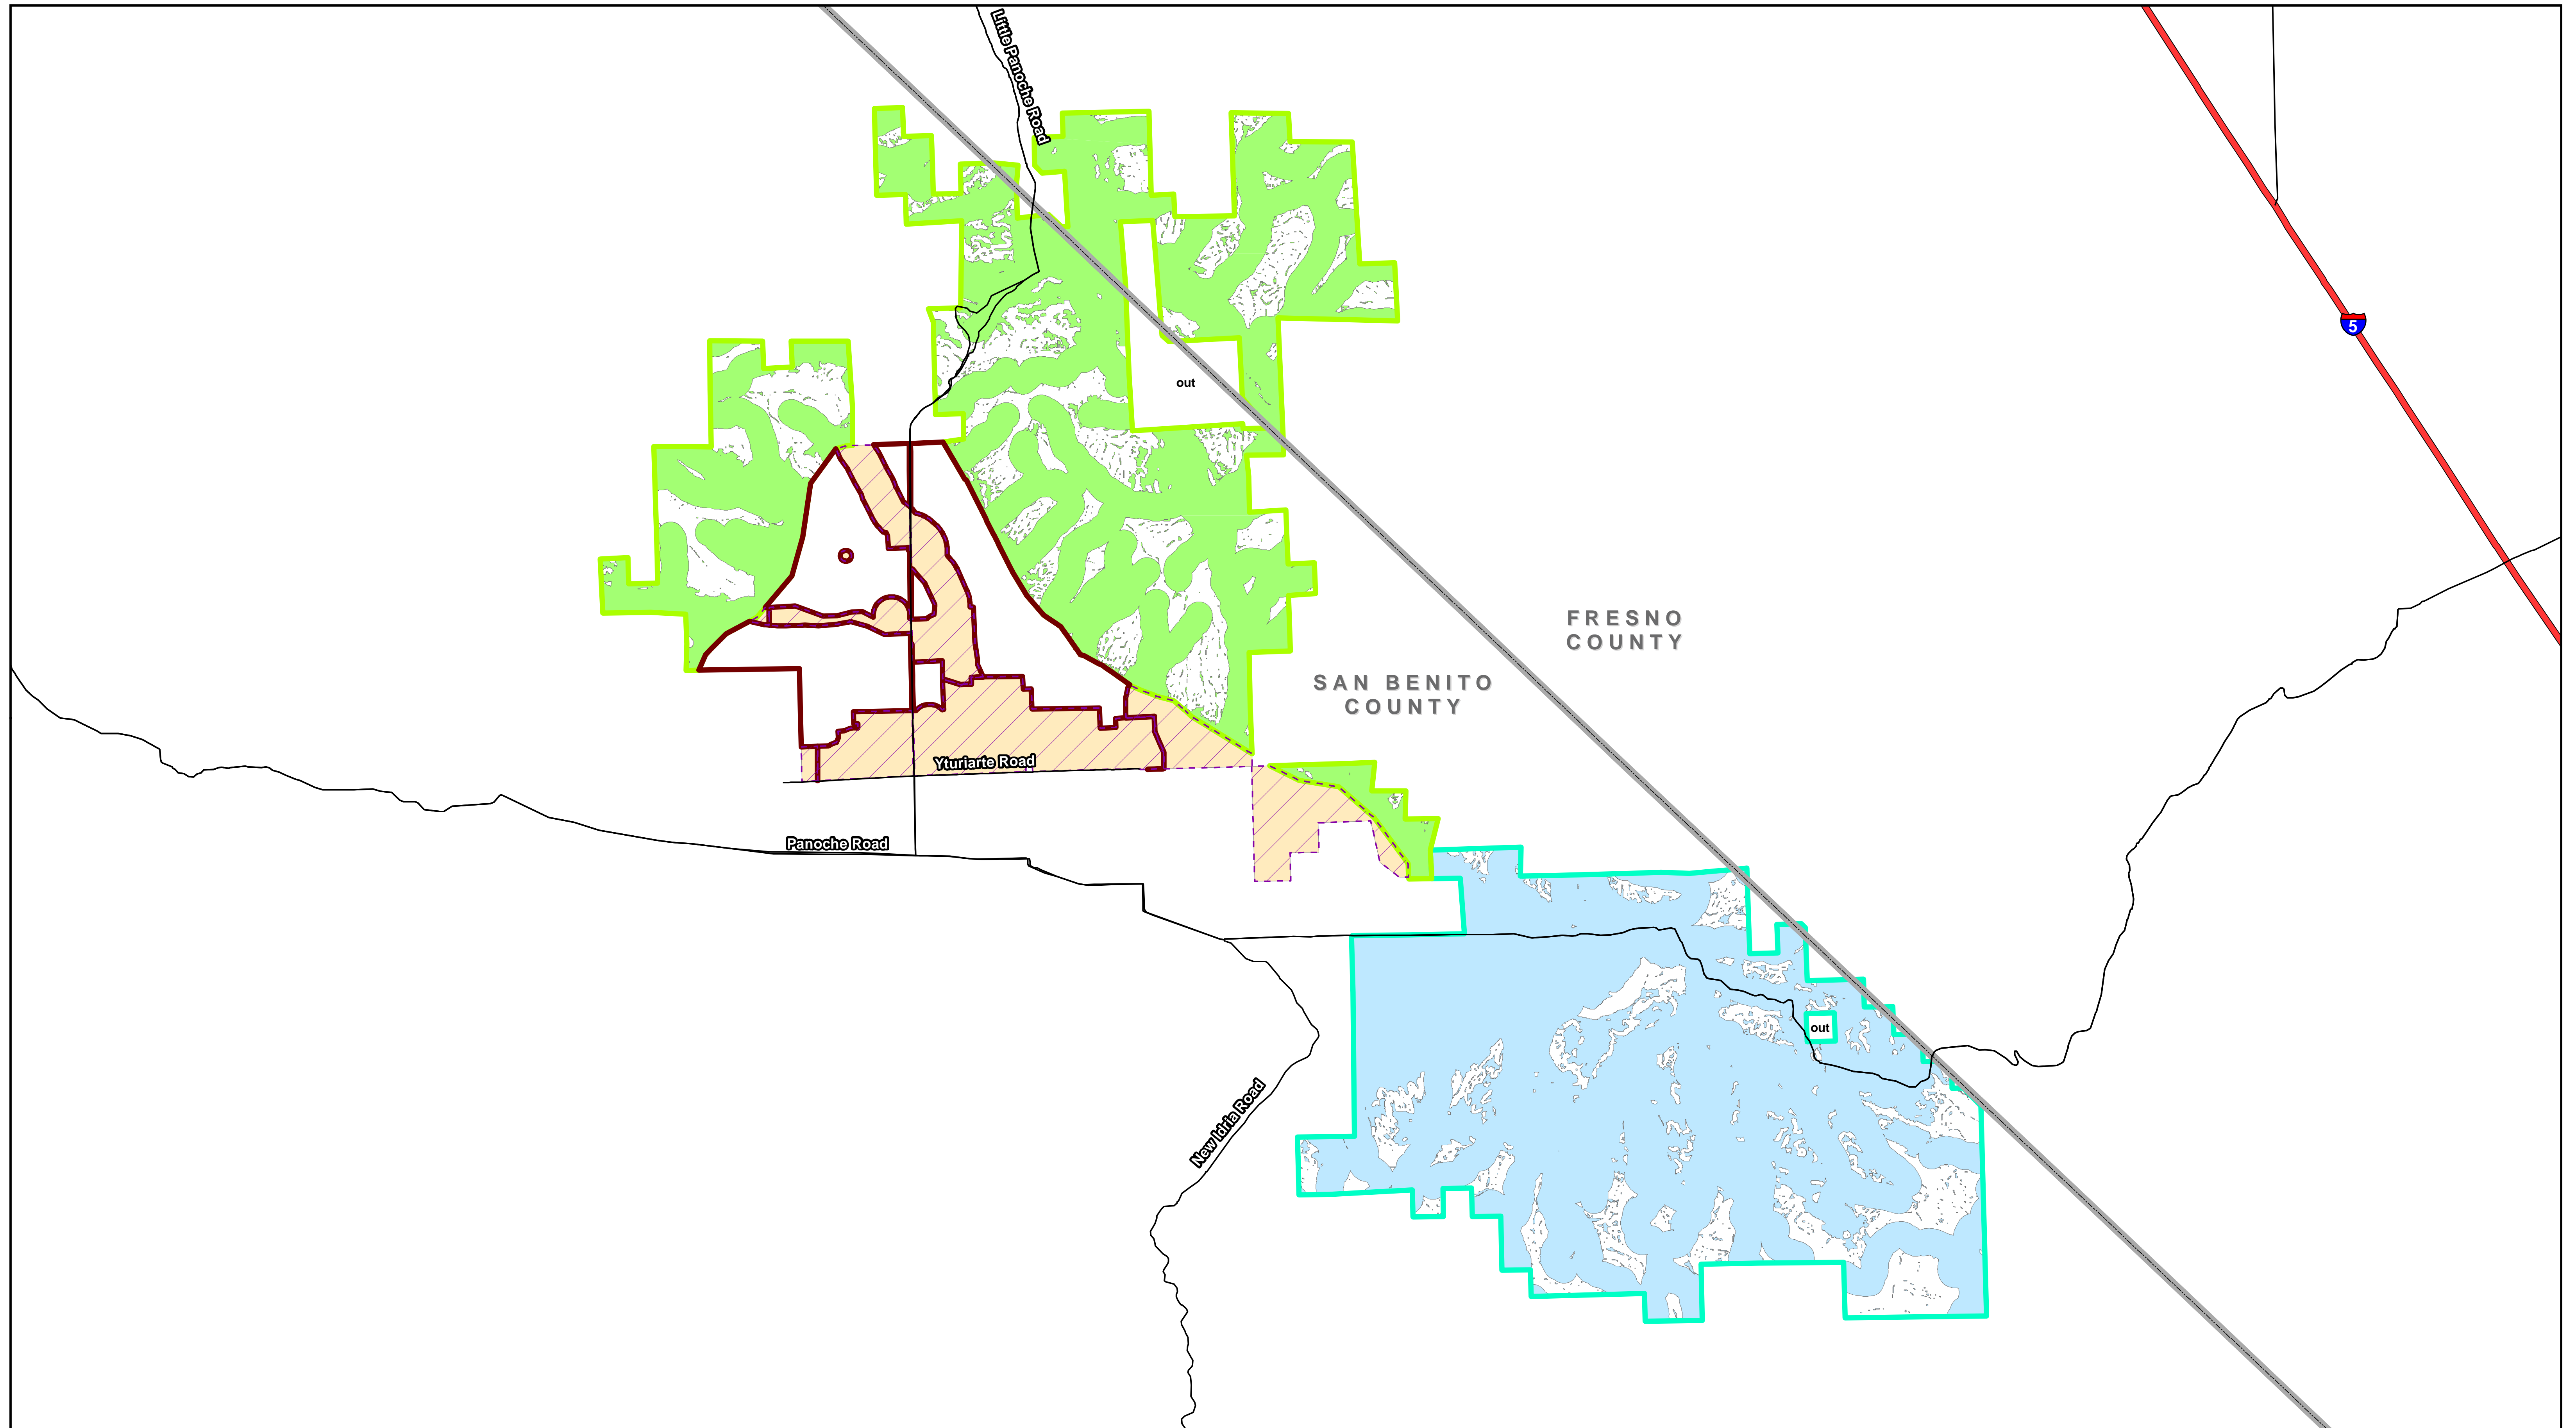 Little Panoche Road
5
out
FRESNO
COUNTY
SAN BENITO
COUNTY
Yturiarte Road
Panoche Road
out
New Idria Road